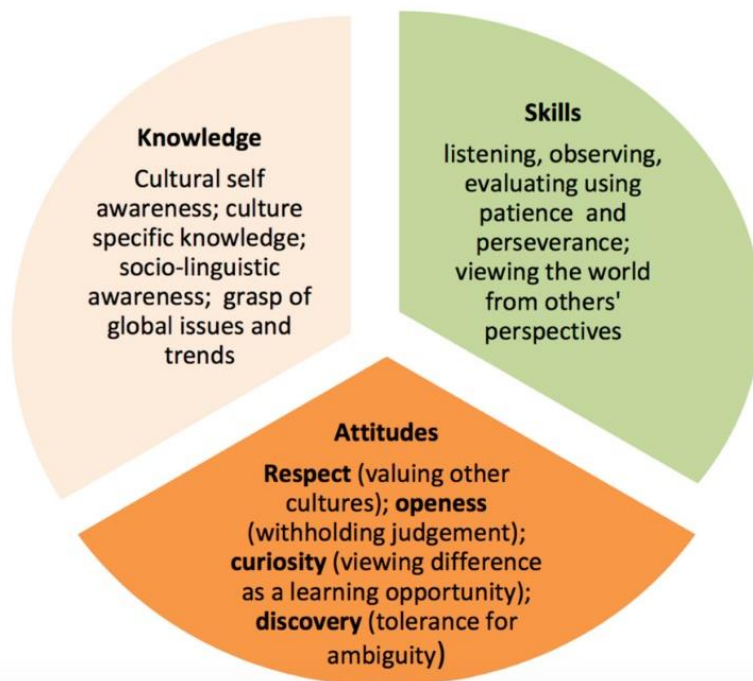 Knowledge
Cultural self
awareness; culture
specific knowledge;
socio-linguistic
awareness; grasp of
global issues and
trends
Skills
listening, observing,
evaluating using
patience and
perseverance;
viewing the world
from others'
perspectives
Attitudes
Respect (valuing other
cultures); openess
(withholding judgement);
curiosity (viewing difference
as a learning opportunity);
discovery (tolerance for
ambiguity)